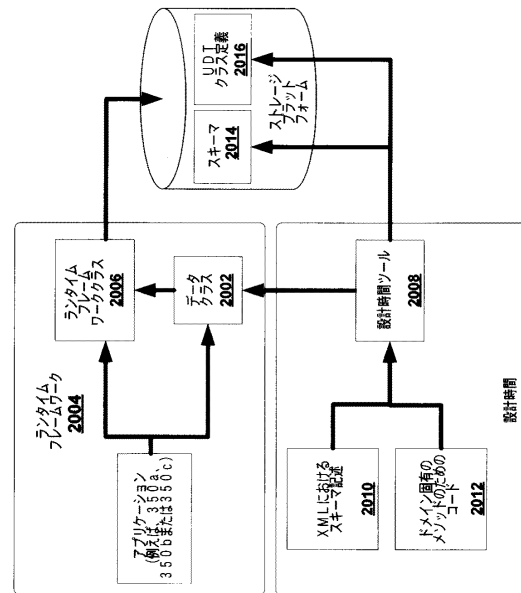 ランタイム
フレームワーク
2004
アプリケーション
(例えば、350a、
350bまたは350c)
ランタイム
フレーム
ワーククラス
2006
データ
クラス
2002
スキーマ
2014
UDT
クラス定義
2016
ストレージ
プラット
フォーム
XMLにおける
スキーマ記述
2010
ドメイン固有の
メソッドのための
コード
2012
設計時間ツール
2008
設計時間